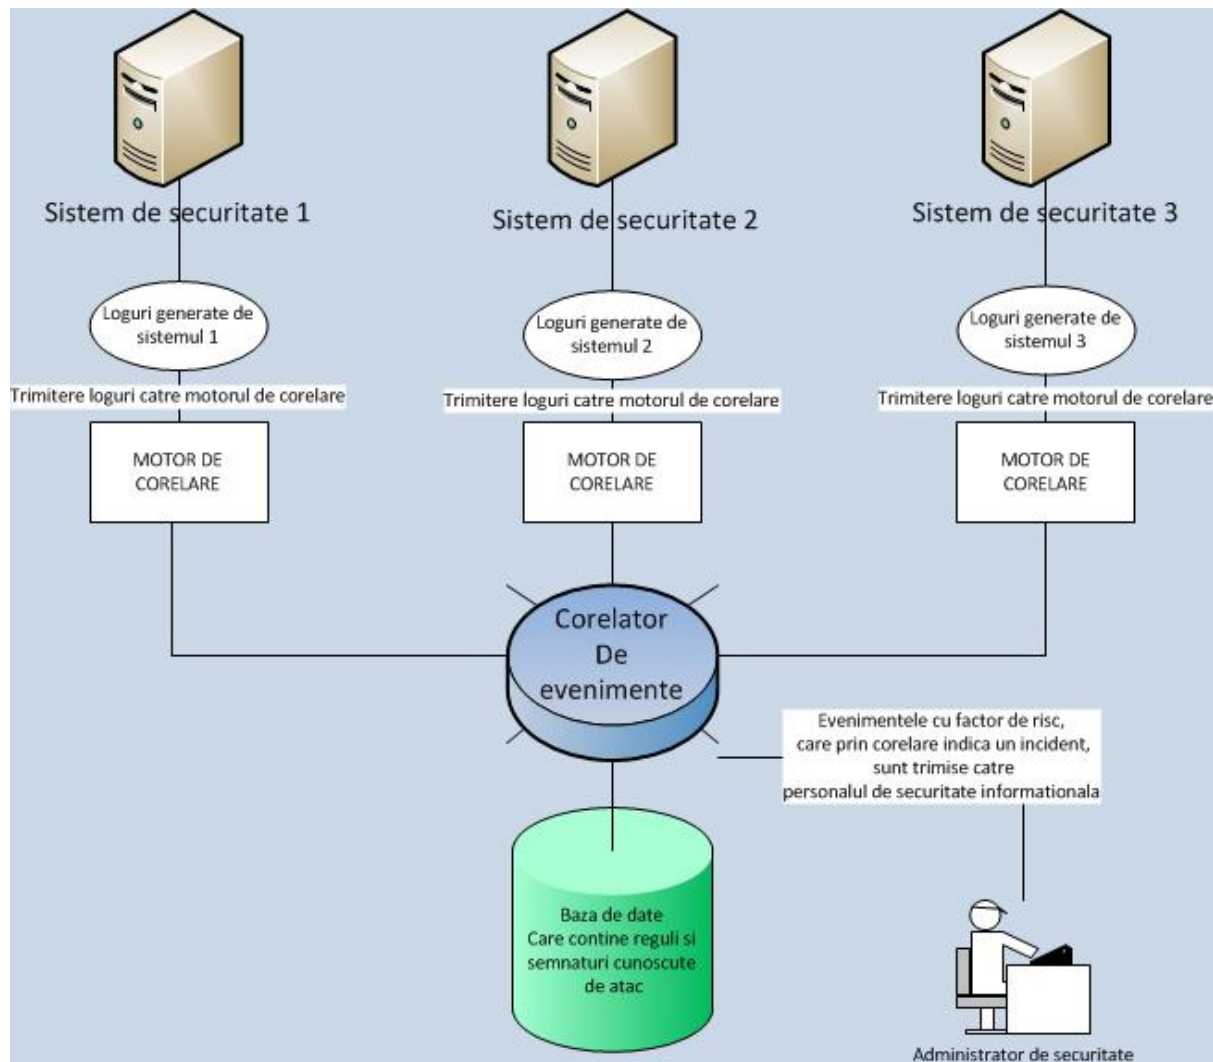 Sistem de securitate 1
Sistem de securitate 2
Sistem de securitate 3
Loguri generate de
sistemul 1
Loguri generate de
sistemul 2
Loguri generate de
sistemul 3
Trimitere loguri catre motorul de corelare
Trimitere loguri catre motorul de corelare
Trimitere loguri catre motorul de corelare
MOTOR DE
CORELARE
MOTOR DE
CORELARE
MOTOR DE
CORELARE
Corelator
De
evenimente
Evenimentele cu factor de risc,
care prin corelare indica un incident,
sunt trimise catre
personalul de securitate informationala
Baza de date
Care contine reguli si
semnaturi cunoscute
de atac
Administrator de securitate